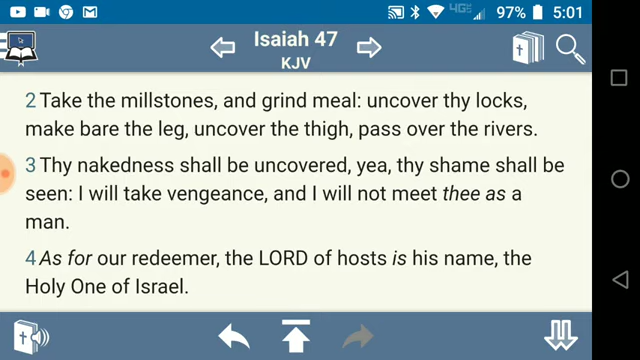 4G 97% 5:01
Isaiah 47
KJV
2 Take the millstones, and grind meal: uncover thy locks,
make bare the leg, uncover the thigh, pass over the rivers.
3 Thy nakedness shall be uncovered, yea, thy shame shall be
seen: I will take vengeance, and I will not meet thee as a
man.
4 As for our redeemer, the LORD of hosts is his name, the
Holy One of Israel.